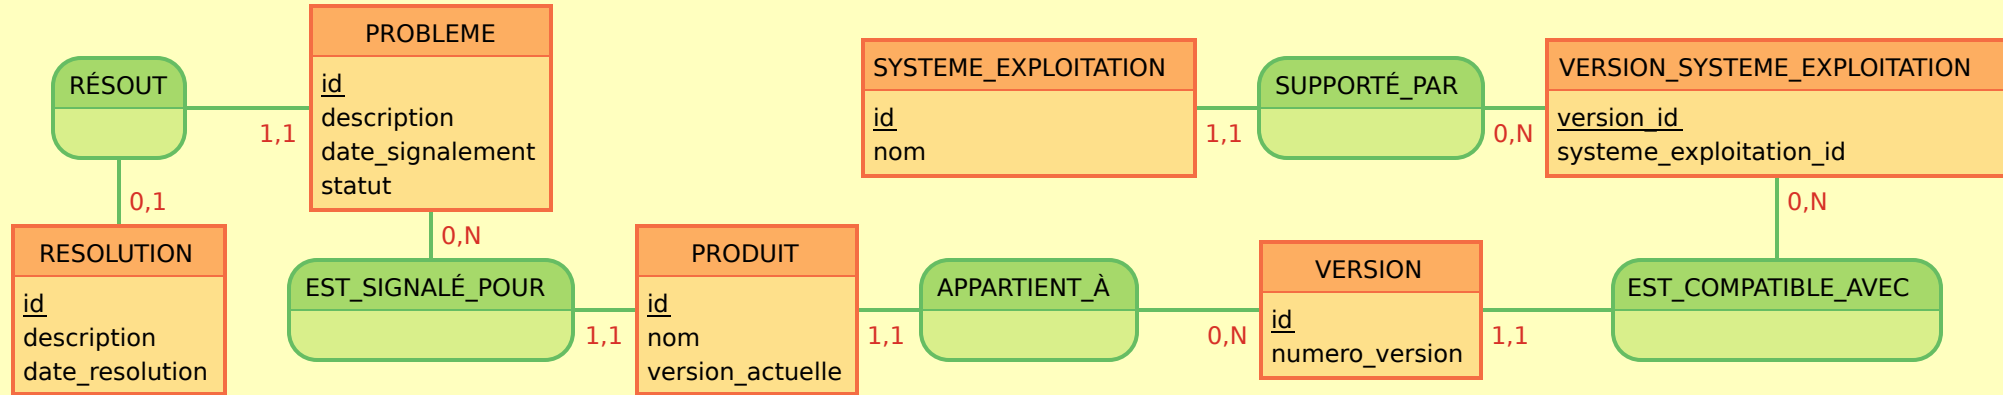 RÉSOUT
1,1
0,1
PROBLEME
id
description
date_signalement
statut
0,N
RESOLUTION
id
description
date_resolution
EST_SIGNALÉ_POUR
1,1
PRODUIT
id
nom
version_actuelle
1,1
APPARTIENT_À
0,N
VERSION
id
numero_version
1,1
EST_COMPATIBLE_AVEC
0,N
SYSTEME_EXPLOITATION
id
nom
1,1
SUPPORTÉ_PAR
0,N
VERSION_SYSTEME_EXPLOITATION
version_id
systeme_exploitation_id